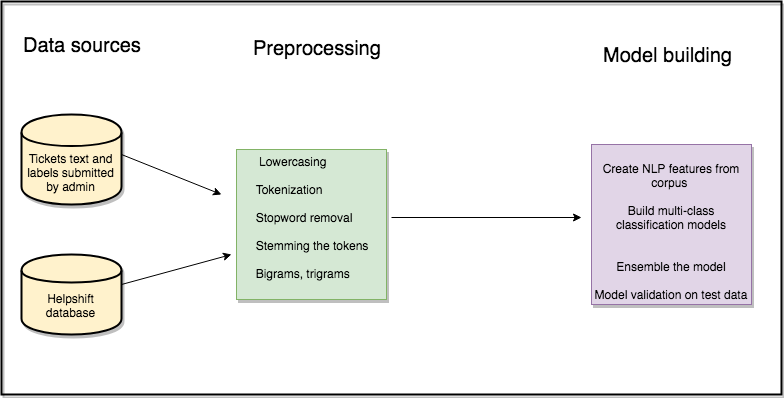 Data sources
Preprocessing
Model building
Tickets text and
labels submitted
by admin
Helpshift
database
Lowercasing
Tokenization
Stopword removal
Stemming the tokens
Bigrams, trigrams
Create NLP features from
corpus
Build multi-class
classification models
Ensemble the model
Model validation on test data